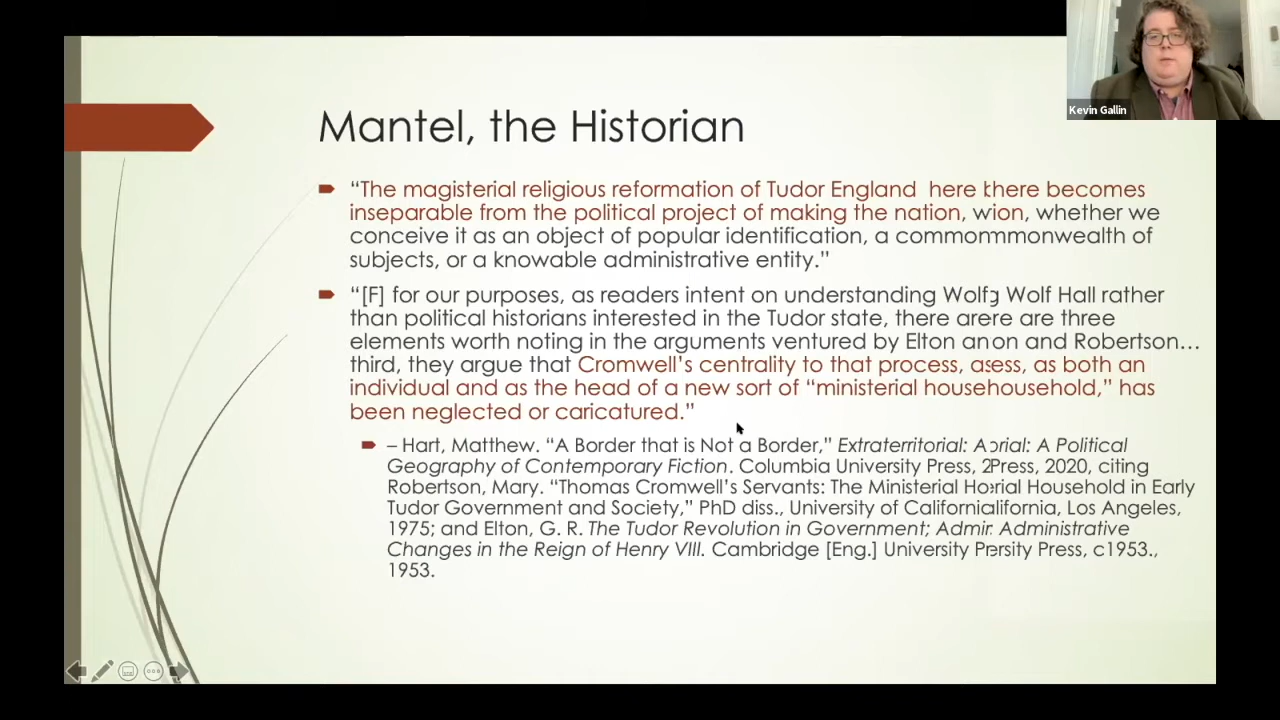 Kevin Gallin
Mantel, the Historian
“The magisterial religious reformation of Tudor England here there becomes
inseparable from the political project of making the nation, wion, whether we
conceive it as an object of popular identification, a commommonwealth of
subjects, or a knowable administrative entity.”
“[F] for our purposes, as readers intent on understanding Wolf Wolf Hall rather
than political historians interested in the Tudor state, there arere are three
elements worth noting in the arguments ventured by Elton anon and Robertson…
third, they argue that Cromwell’s centrality to that process, asess, as both an
individual and as the head of a new sort of “ministerial househousehold,” has
been neglected or caricatured.”
– Hart, Matthew. “A Border that is Not a Border,” Extraterritorial: Aorial: A Political
Geography of Contemporary Fiction. Columbia University Press, 2Press, 2020, citing
Robertson, Mary. “Thomas Cromwell’s Servants: The Ministerial Horial Household in Early
Tudor Government and Society,” PhD diss., University of Californialifornia, Los Angeles,
1975; and Elton, G. R. The Tudor Revolution in Government; Admin Administrative
Changes in the Reign of Henry VIII. Cambridge [Eng.] University Persity Press, c1953.,
1953.